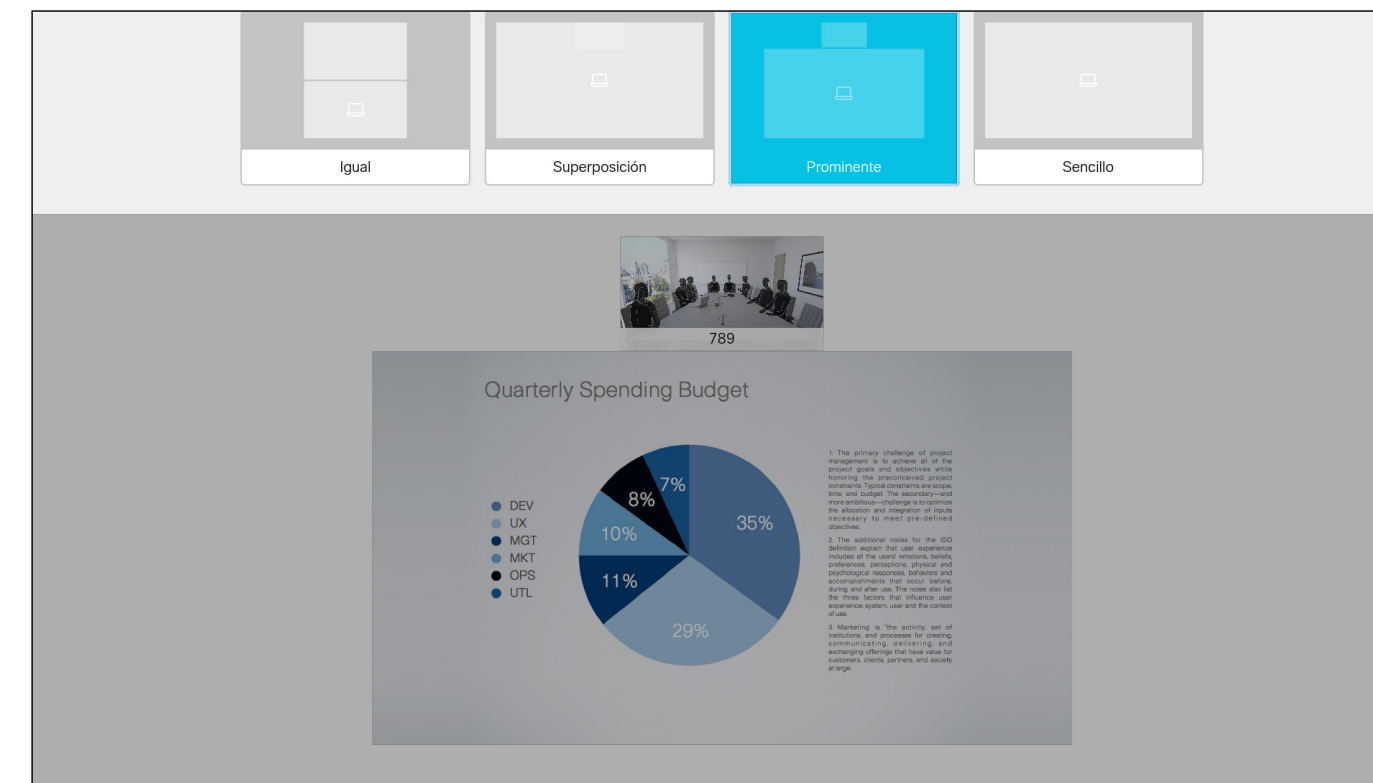 Igual
Superposición
Prominente
Sencillo
789
Quarterly Spending Budget
DEV
UX
MGT
MKT
OPS
UTL
35%
29%
11%
10%
8%
7%
1. The primary challenge of project
management is to achieve all of the
project goals and objectives while
honoring the preconceived project
constraints. Typical constraints are scope,
time, and budget. The secondary—and
more ambitious—challenge is to optimize
the allocation and integration of inputs
necessary to meet pre-defined
objectives.
2. The additional notes for the ISO
definition explain that user experience
includes all the users' emotions, beliefs,
preferences, perceptions, physical and
psychological responses, behaviors and
accomplishments that occur before,
during and after use. The notes also list
the three factors that influence user
experience: system, user and the context
of use.
3. Marketing is "the activity, set of
institutions, and processes for creating,
communicating, delivering, and
exchanging offerings that have value for
customers, clients, partners, and society
at large.